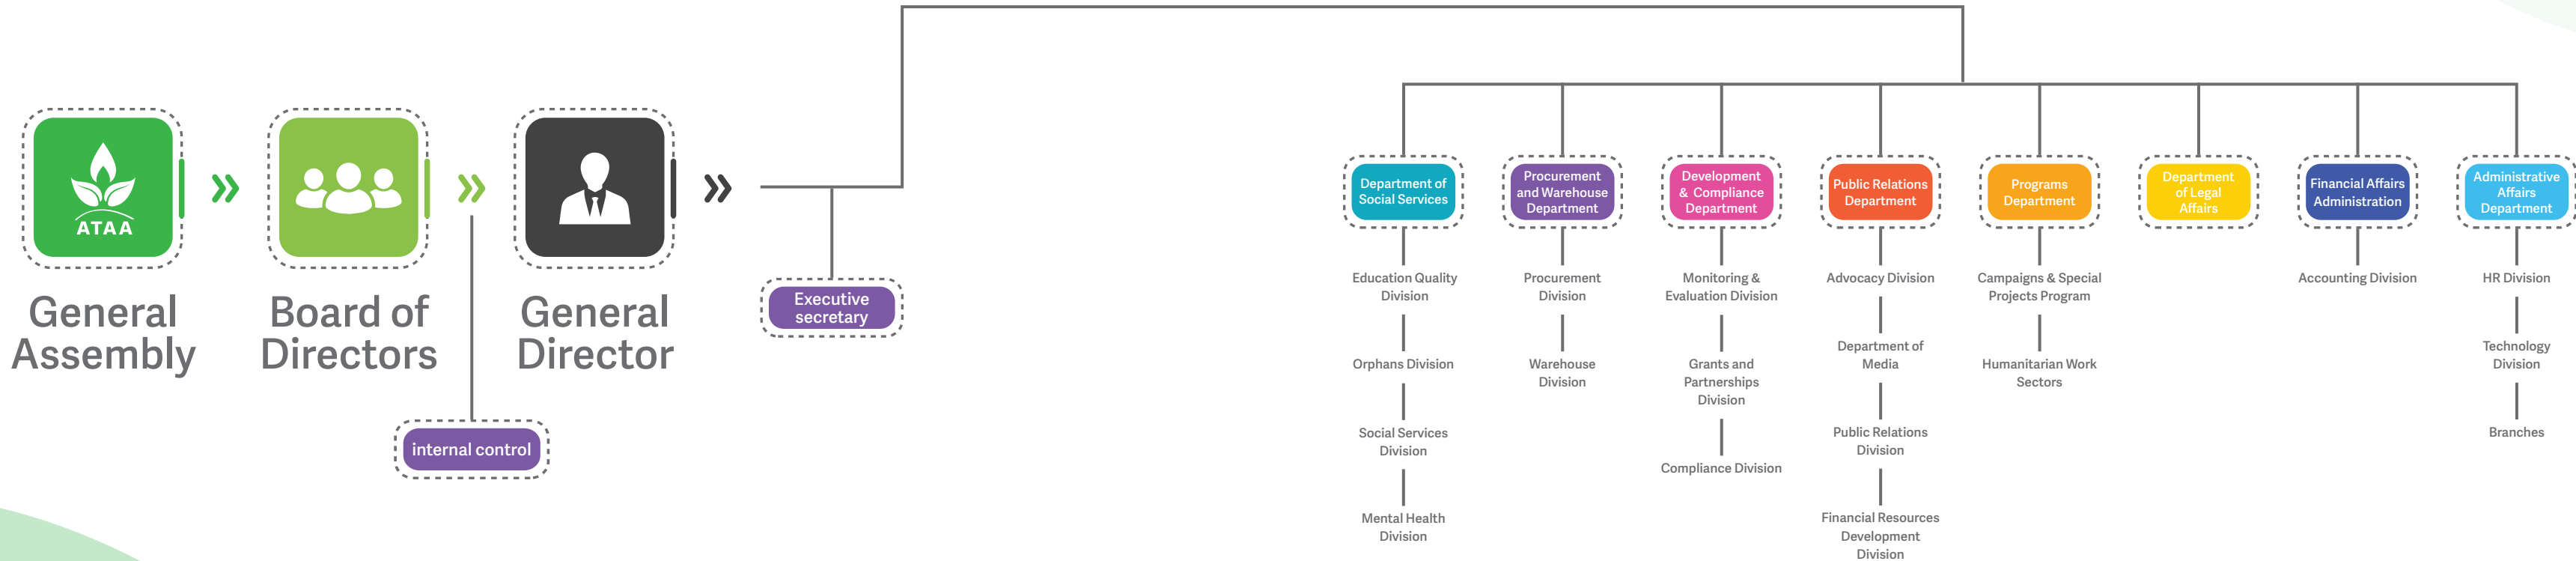 ATAA
General
Assembly
Board of
Directors
General
Director
internal control
Executive
secretary
Department of
Social Services
Education Quality
Division
Orphans Division
Social Services
Division
Mental Health
Division
Procurement
and Warehouse
Department
Procurement
Division
Warehouse
Division
Development
& Compliance
Department
Monitoring &
Evaluation Division
Grants and
Partnerships
Division
Compliance Division
Public Relations
Department
Advocacy Division
Department of
Media
Public Relations
Division
Financial Resources
Development
Division
Programs
Department
Campaigns & Special
Projects Program
Humanitarian Work
Sectors
Department
of Legal
Affairs
Financial Affairs
Administration
Accounting Division
Administrative
Affairs
Department
HR Division
Technology
Division
Branches